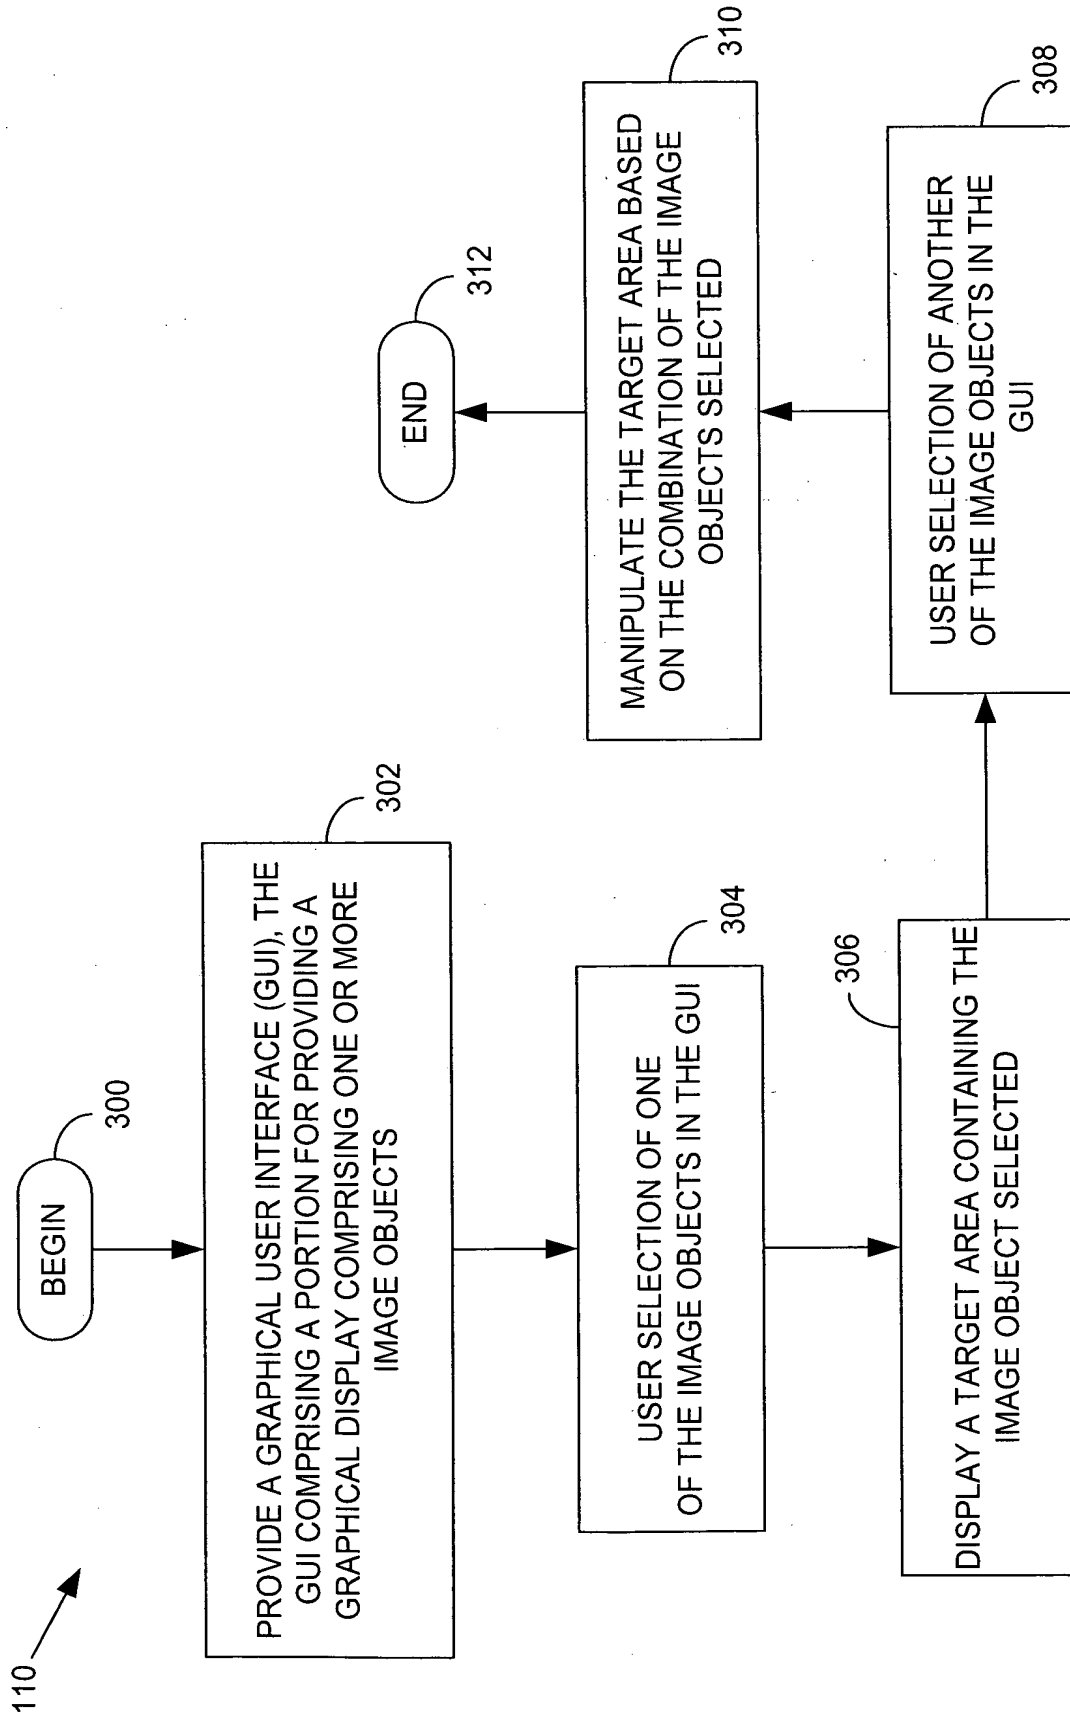 110
BEGIN
300
PROVIDE A GRAPHICAL USER INTERFACE (GUI), THE
GUI COMPRISING A PORTION FOR PROVIDING A
GRAPHICAL DISPLAY COMPRISING ONE OR MORE
IMAGE OBJECTS
302
USER SELECTION OF ONE
OF THE IMAGE OBJECTS IN THE GUI
304
DISPLAY A TARGET AREA CONTAINING THE
IMAGE OBJECT SELECTED
306
USER SELECTION OF ANOTHER
OF THE IMAGE OBJECTS IN THE
GUI
308
MANIPULATE THE TARGET AREA BASED
ON THE COMBINATION OF THE IMAGE
OBJECTS SELECTED
310
END
312